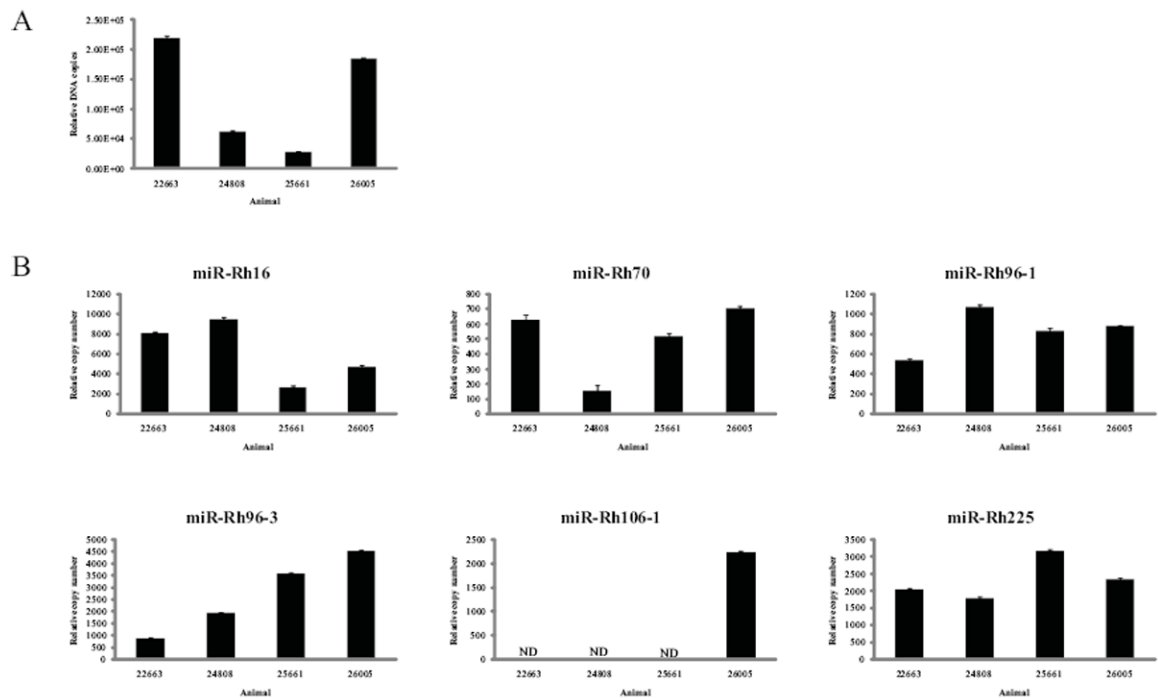 A
2.50E+05
2.00E+05
1.50E+05
1.00E+05
5.00E+04
0.00E+00
Relative DNA copies
22663 24808 25661 26005
Animal
B
miR-Rh16
12000
10000
8000
6000
4000
2000
0
Relative copy number
22663 24808 25661 26005
Animal
miR-Rh70
800
700
600
500
400
300
200
100
0
Relative copy number
22663 24808 25661 26005
Animal
miR-Rh96-1
1200
1000
800
600
400
200
0
Relative copy number
22663 24808 25661 26005
Animal
miR-Rh96-3
5000
4500
4000
3500
3000
2500
2000
1500
1000
500
0
Relative copy number
22663 24808 25661 26005
Animal
miR-Rh106-1
2500
2000
1500
1000
500
0
Relative copy number
ND ND ND
22663 24808 25661 26005
Animal
miR-Rh225
3500
3000
2500
2000
1500
1000
500
0
Relative copy number
22663 24808 25661 26005
Animal